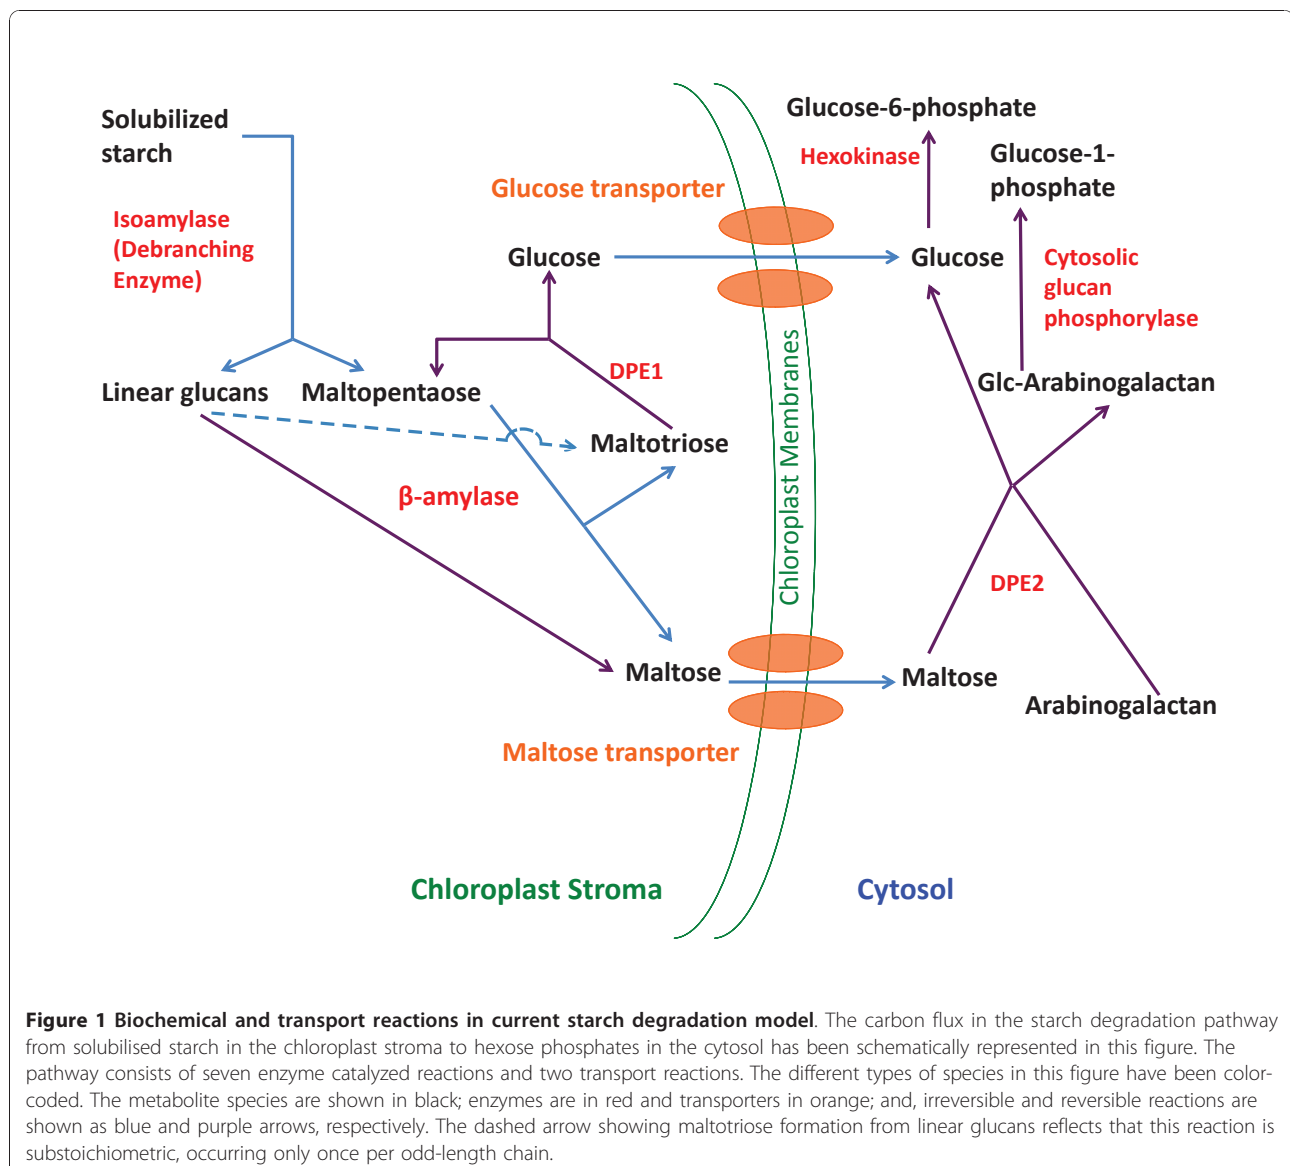 Solubilized
starch
Isoamylase
(Debranching
Enzyme)
Linear glucans
Maltopentaose
Glucose
DPE1
Maltotriose
β-amylase
Maltose
Glucose transporter
Maltose transporter
Chloroplast Membranes
Glucose-6-phosphate
Hexokinase
Glucose-1-
phosphate
Glucose
Cytosolic
glucan
phosphorylase
Glc-Arabinogalactan
DPE2
Maltose
Arabinogalactan
Chloroplast Stroma
Cytosol
Figure 1 Biochemical and transport reactions in current starch degradation model. The carbon flux in the starch degradation pathway
from solubilised starch in the chloroplast stroma to hexose phosphates in the cytosol has been schematically represented in this figure. The
pathway consists of seven enzyme catalyzed reactions and two transport reactions. The different types of species in this figure have been color-
coded. The metabolite species are shown in black; enzymes are in red and transporters in orange; and, irreversible and reversible reactions are
shown as blue and purple arrows, respectively. The dashed arrow showing maltotriose formation from linear glucans reflects that this reaction is
substoichiometric, occurring only once per odd-length chain.